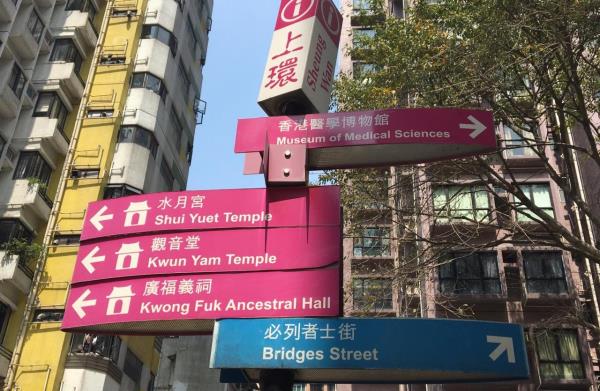 上環
Sheung Wan
香港醫學博物館
Museum of Medical Sciences
水月宮
Shui Yuet Temple
觀音堂
Kwun Yam Temple
廣福義祠
Kwong Fuk Ancestral Hall
必列者士街
Bridges Street